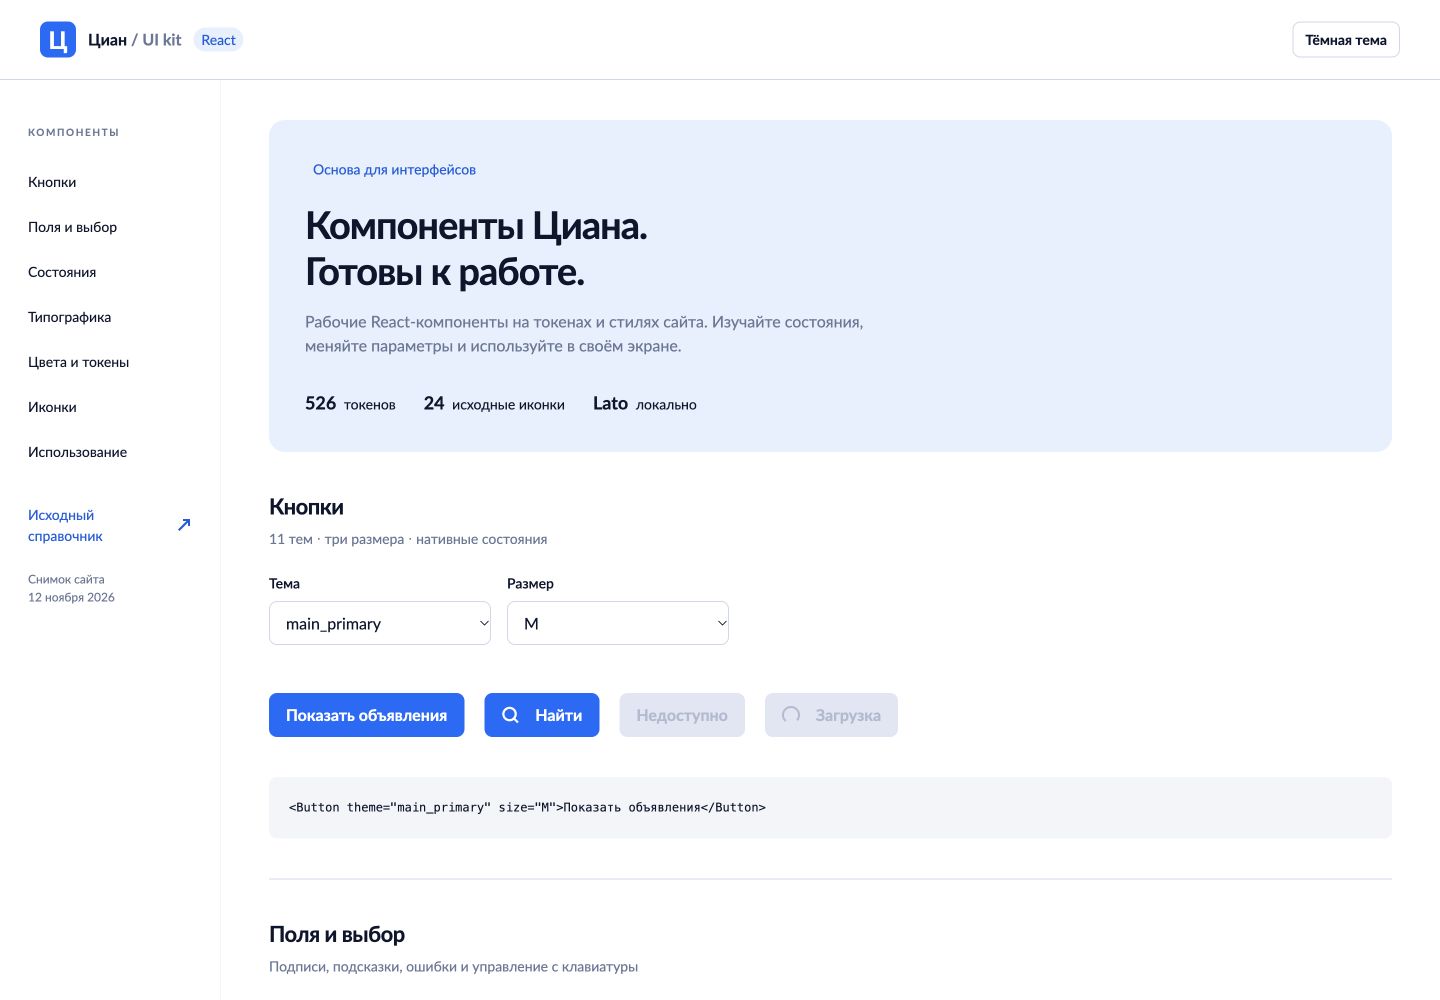 Ц Циан / UI kit React
Тёмная тема
КОМПОНЕНТЫ
Кнопки
Поля и выбор
Состояния
Типографика
Цвета и токены
Иконки
Использование
Исходный
справочник
Снимок сайта
12 ноября 2026
Основа для интерфейсов
Компоненты Циана.
Готовы к работе.
Рабочие React-компоненты на токенах и стилях сайта. Изучайте состояния,
меняйте параметры и используйте в своём экране.
526 токенов 24 исходные иконки Lato локально
Кнопки
11 тем · три размера · нативные состояния
Тема Размер
main_primary M
Показать объявления Найти Недоступно Загрузка
<Button theme="main_primary" size="M">Показать объявления</Button>
Поля и выбор
Подписи, подсказки, ошибки и управление с клавиатуры